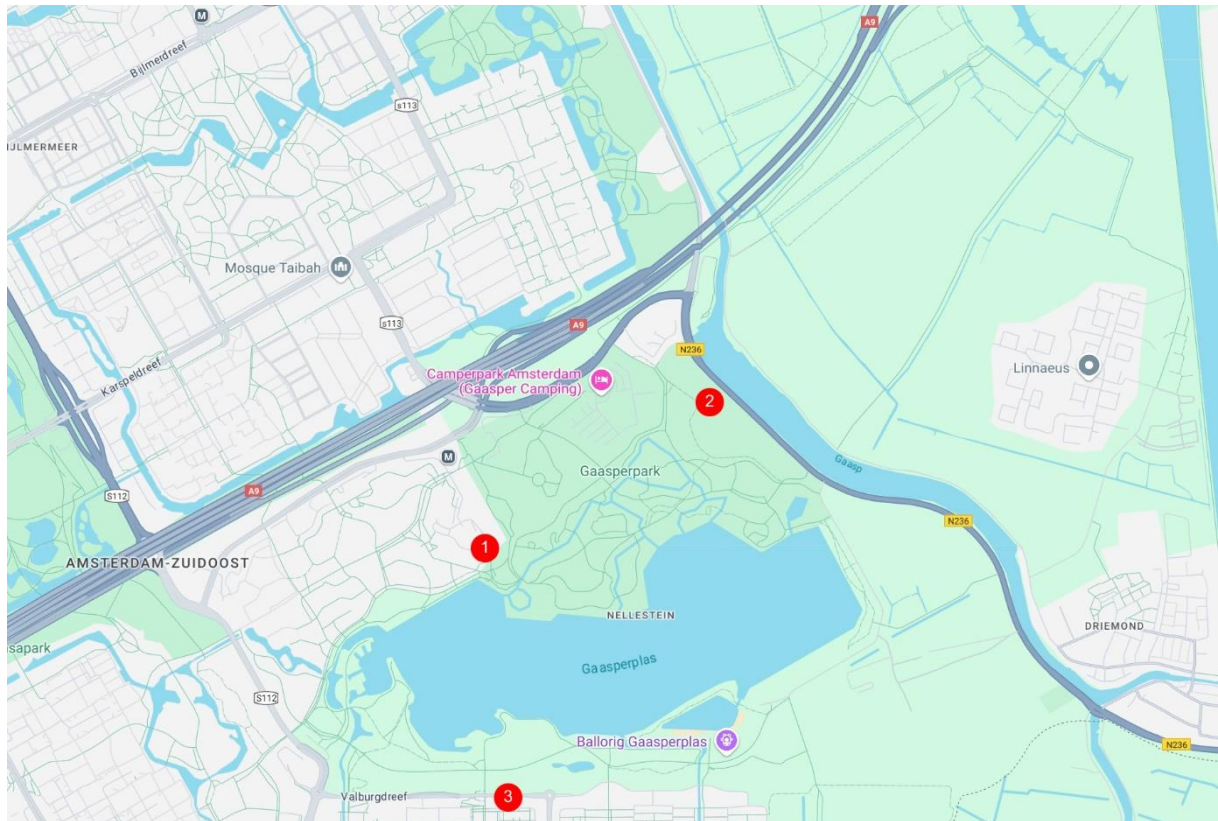 M
A9
Bijlmerdreef
S113
IJLMERMEER
Mosque Taibah
S113
A9
N236
Camperpark Amsterdam
(Gaasper Camping)
Linnaeus
Karspeldreef
2
M
Gaasp
Gaasperpark
A9
S112
N236
1
AMSTERDAM-ZUIDOOST
NELLESTEIN
DRIEMOND
sapark
Gaasperplas
S112
Ballorig Gaasperplas
N236
Valburgdreef
3